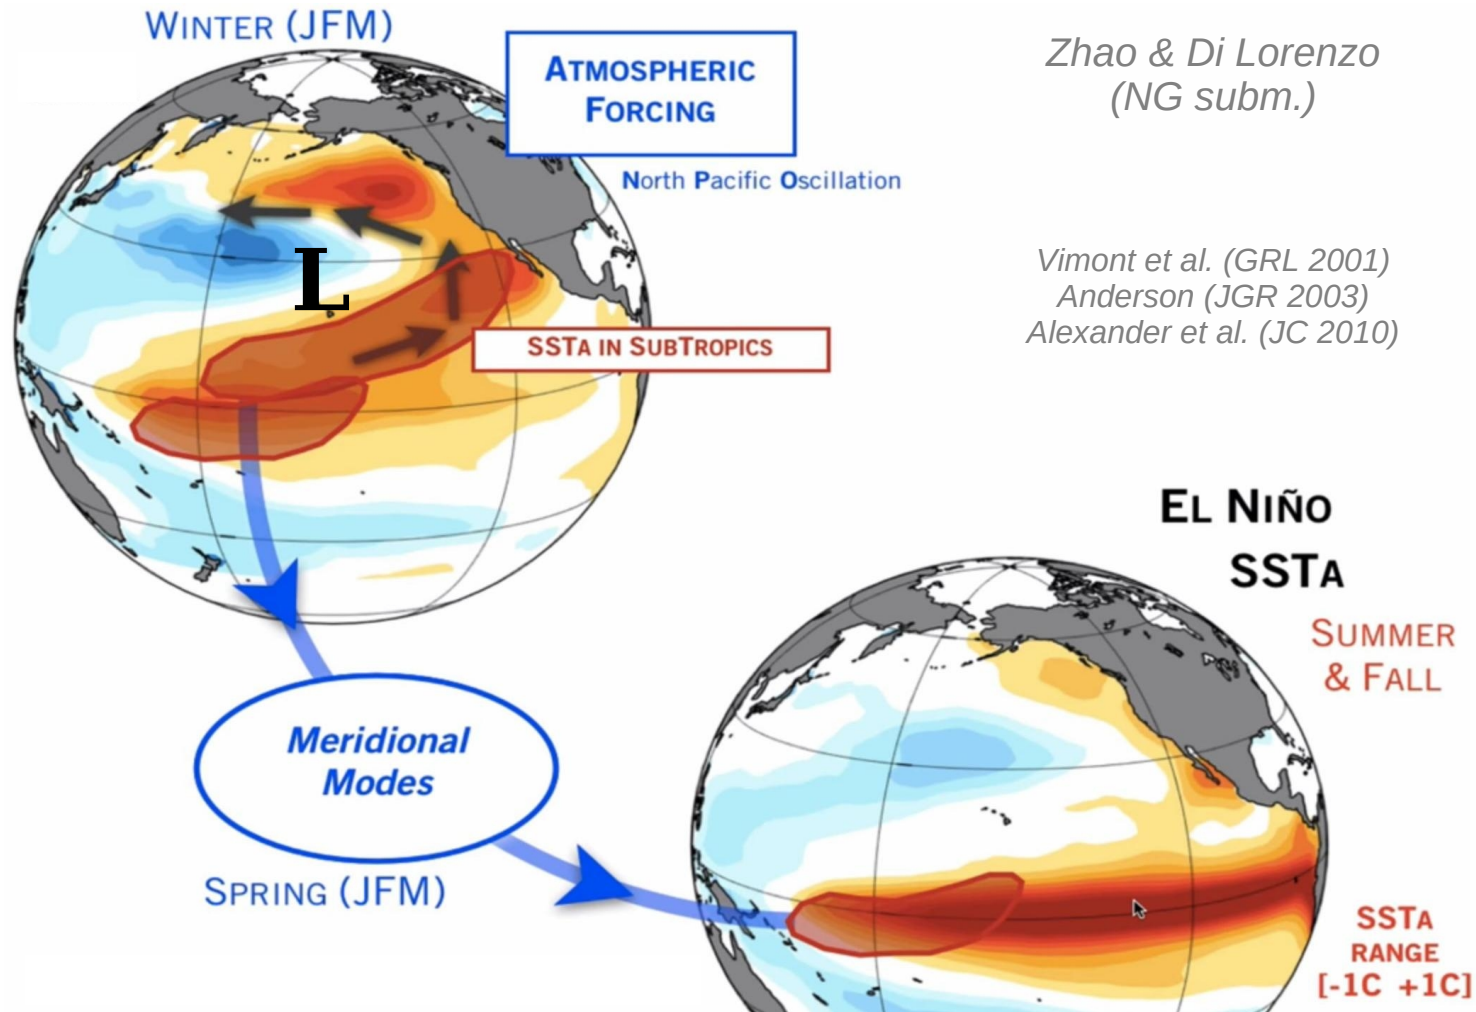 WINTER (JFM)
ATMOSPHERIC
FORCING
North Pacific Oscillation
Zhao & Di Lorenzo
(NG subm.)
Vimont et al. (GRL 2001)
Anderson (JGR 2003)
Alexander et al. (JC 2010)
L
SSTA IN SUBTROPICS
EL NIÑO
SSTA
SUMMER
& FALL
Meridional
Modes
SPRING (JFM)
SSTA
RANGE
[-1C +1C]